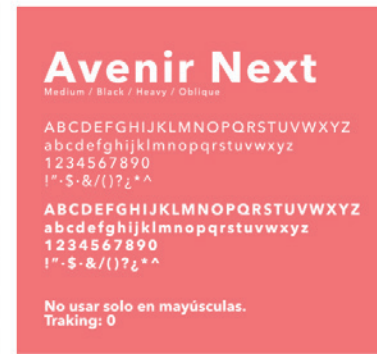 Avenir Next
Medium / Black / Heavy / Oblique
ABCDEFGHIJKLMNOPQRSTUVWXYZ
abcdefghijklmnopqrstuvwxyz
1234567890
!"·$·&/()?¿*^
ABCDEFGHIJKLMNOPQRSTUVWXYZ
abcdefghijklmnopqrstuvwxyz
1234567890
!"·$·&/()?¿*^
No usar solo en mayúsculas.
Traking: 0